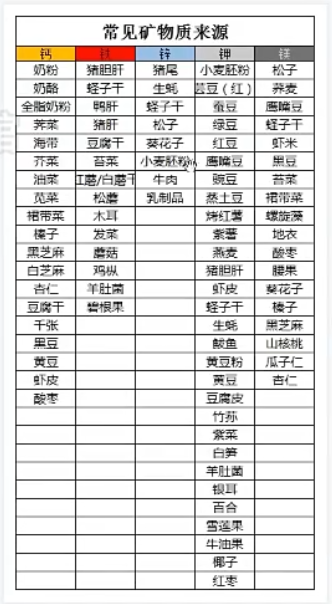 常见矿物质来源
钙 铁 锌 钾 镁
奶粉 猪胆肝 猪尾 小麦胚粉 松子
奶酪 蛏子干 生蚝 芸豆（红） 荞麦
全脂奶粉 鸭肝 蛏子干 蚕豆 鹰嘴豆
荠菜 猪肝 松子 绿豆 蛏子干
海带 豆腐干 葵花子 红豆 虾米
芥菜 苔菜 小麦胚粉 鹰嘴豆 黑豆
油菜 红蘑/白蘑干 牛肉 豌豆 苔菜
苋菜 松蘑 乳制品 蒸土豆 棕榈
裙带菜 木耳 烤红薯 螺旋藻
榛子 发菜 紫薯 地衣
黑芝麻 蘑菇 燕麦 酸枣
白芝麻 鸡枞 猪胆肝 腰果
杏仁 羊肚菌 虾皮 葵花子
豆腐干 碧根果 蛏子干 榛子
千张 生蚝 黑芝麻
黑豆 鲅鱼 山核桃
黄豆 黄豆粉 瓜子仁
虾皮 黄豆 杏仁
酸枣 豆腐皮
竹荪
紫菜
白笋
羊肚菌
银耳
百合
雪莲果
牛油果
椰子
红枣